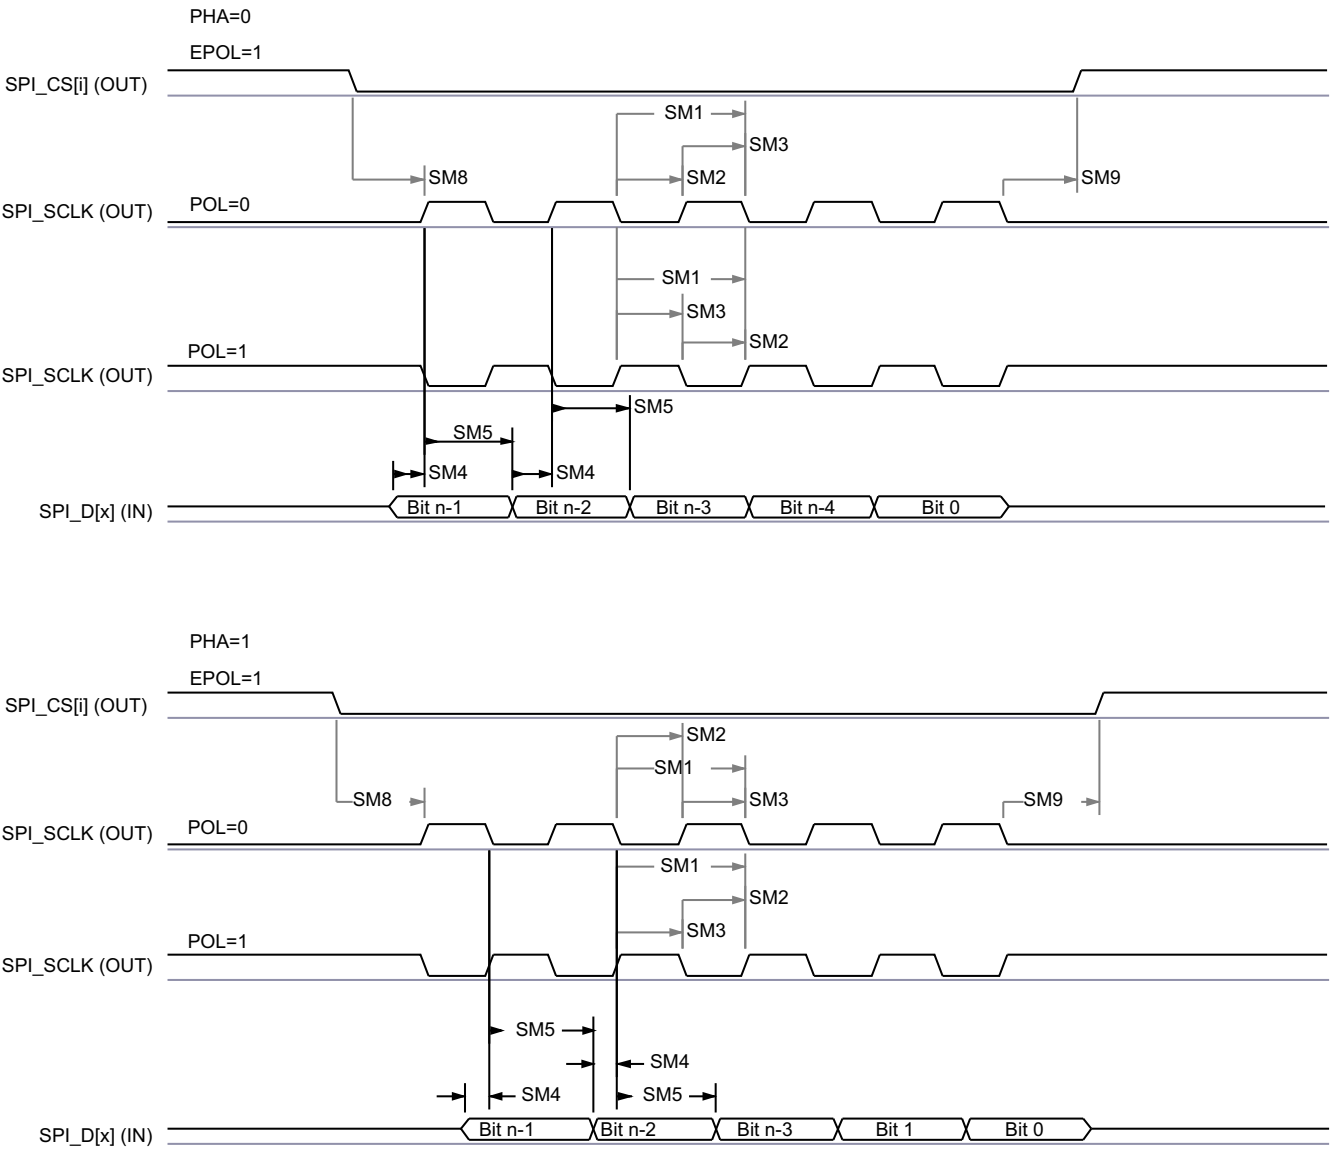 PHA=0
EPOL=1
SPI_CS[i] (OUT)
SM1
SM3
SM8
SM2
SM9
POL=0
SPI_SCLK (OUT)
SM1
SM3
SM2
POL=1
SPI_SCLK (OUT)
SM5
SM5
SM4
SM4
SPI_D[x] (IN)
Bit n-1
Bit n-2
Bit n-3
Bit n-4
Bit 0
PHA=1
EPOL=1
SPI_CS[i] (OUT)
SM2
SM1
SM8
SM3
SM9
POL=0
SPI_SCLK (OUT)
SM1
SM2
SM3
POL=1
SPI_SCLK (OUT)
SM5
SM4
SM4
SM5
SPI_D[x] (IN)
Bit n-1
Bit n-2
Bit n-3
Bit 1
Bit 0